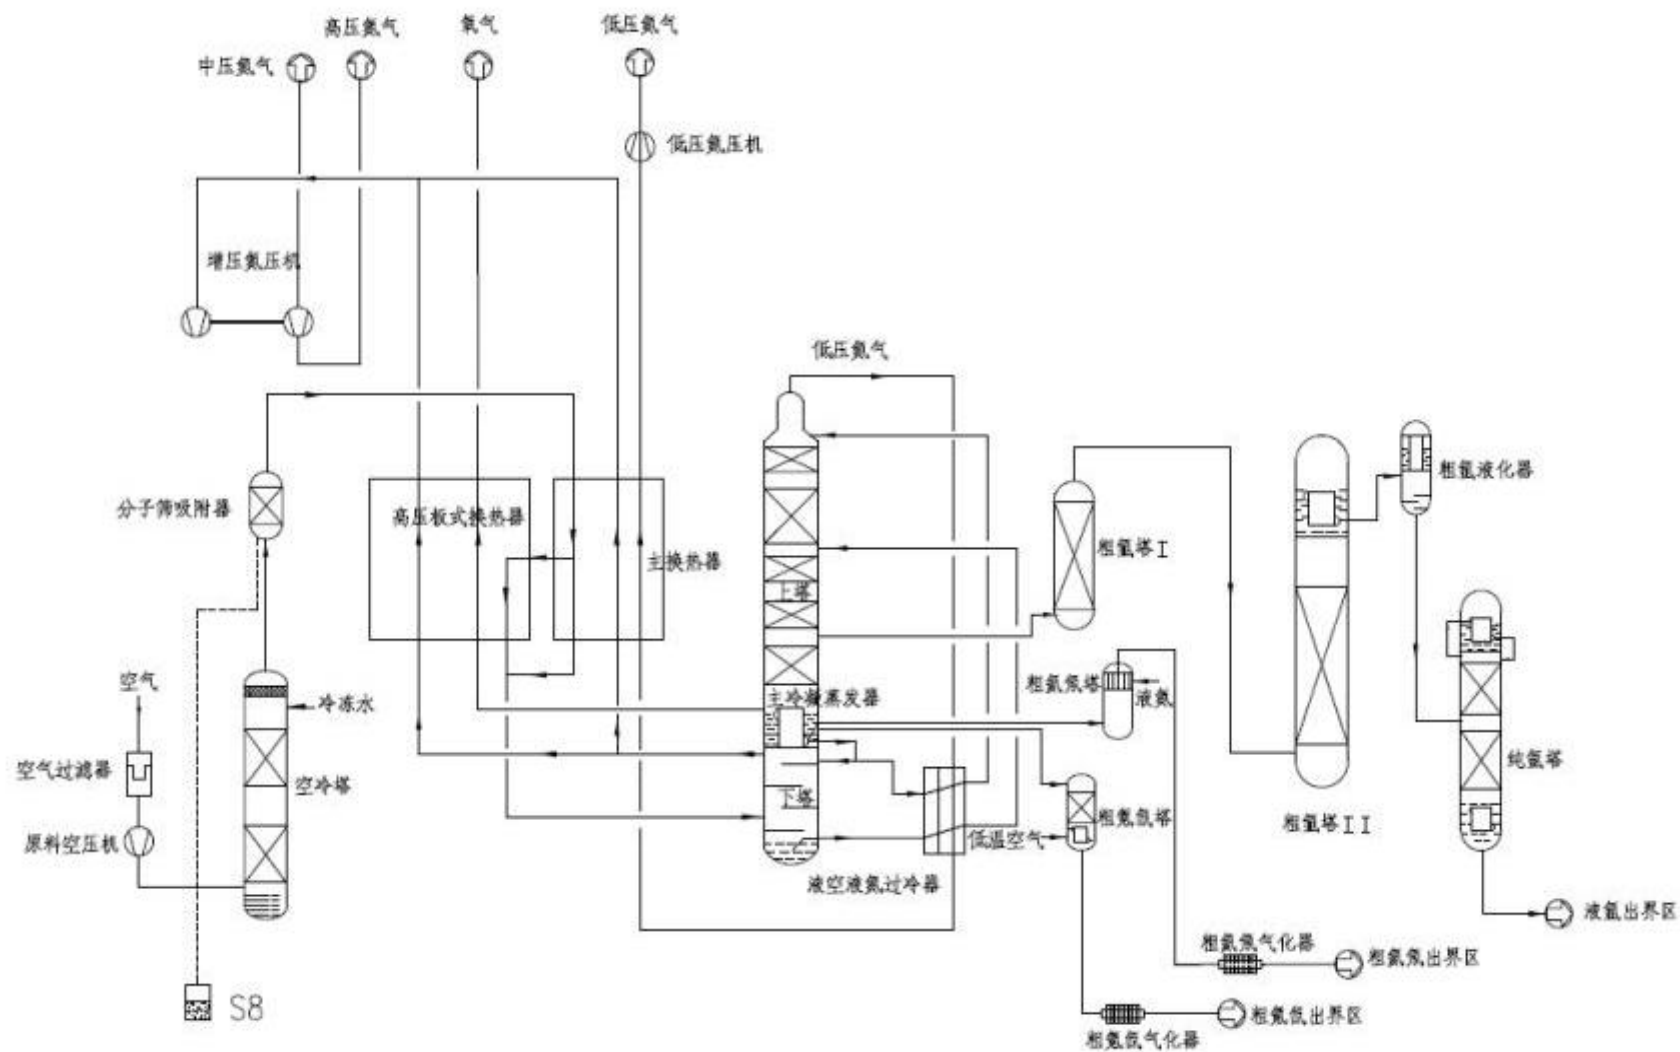 高压氮气
氧气
低压氮气
中压氮气
低压氮压机
增压氮压机
低压氮气
粗氩液化器
分子筛吸附器
高压板式换热器
粗氩塔I
主换热器
上塔
空气
冷冻水
主冷凝蒸发器
粗氦氖塔
液氮
空气过滤器
空冷塔
纯氩塔
下塔
粗氪氙塔
粗氩塔II
原料空压机
低温空气
液空液氮过冷器
液氩出界区
粗氦氖气化器
粗氦氖出界区
S8
粗氪氙出界区
粗氪氙气化器